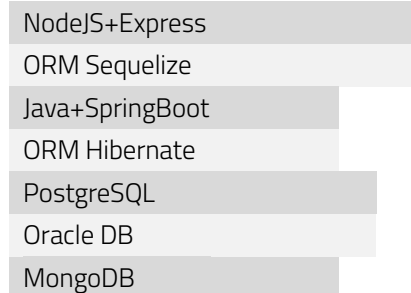 NodeJS+Express
ORM Sequelize
Java+SpringBoot
ORM Hibernate
PostgreSQL
Oracle DB
MongoDB